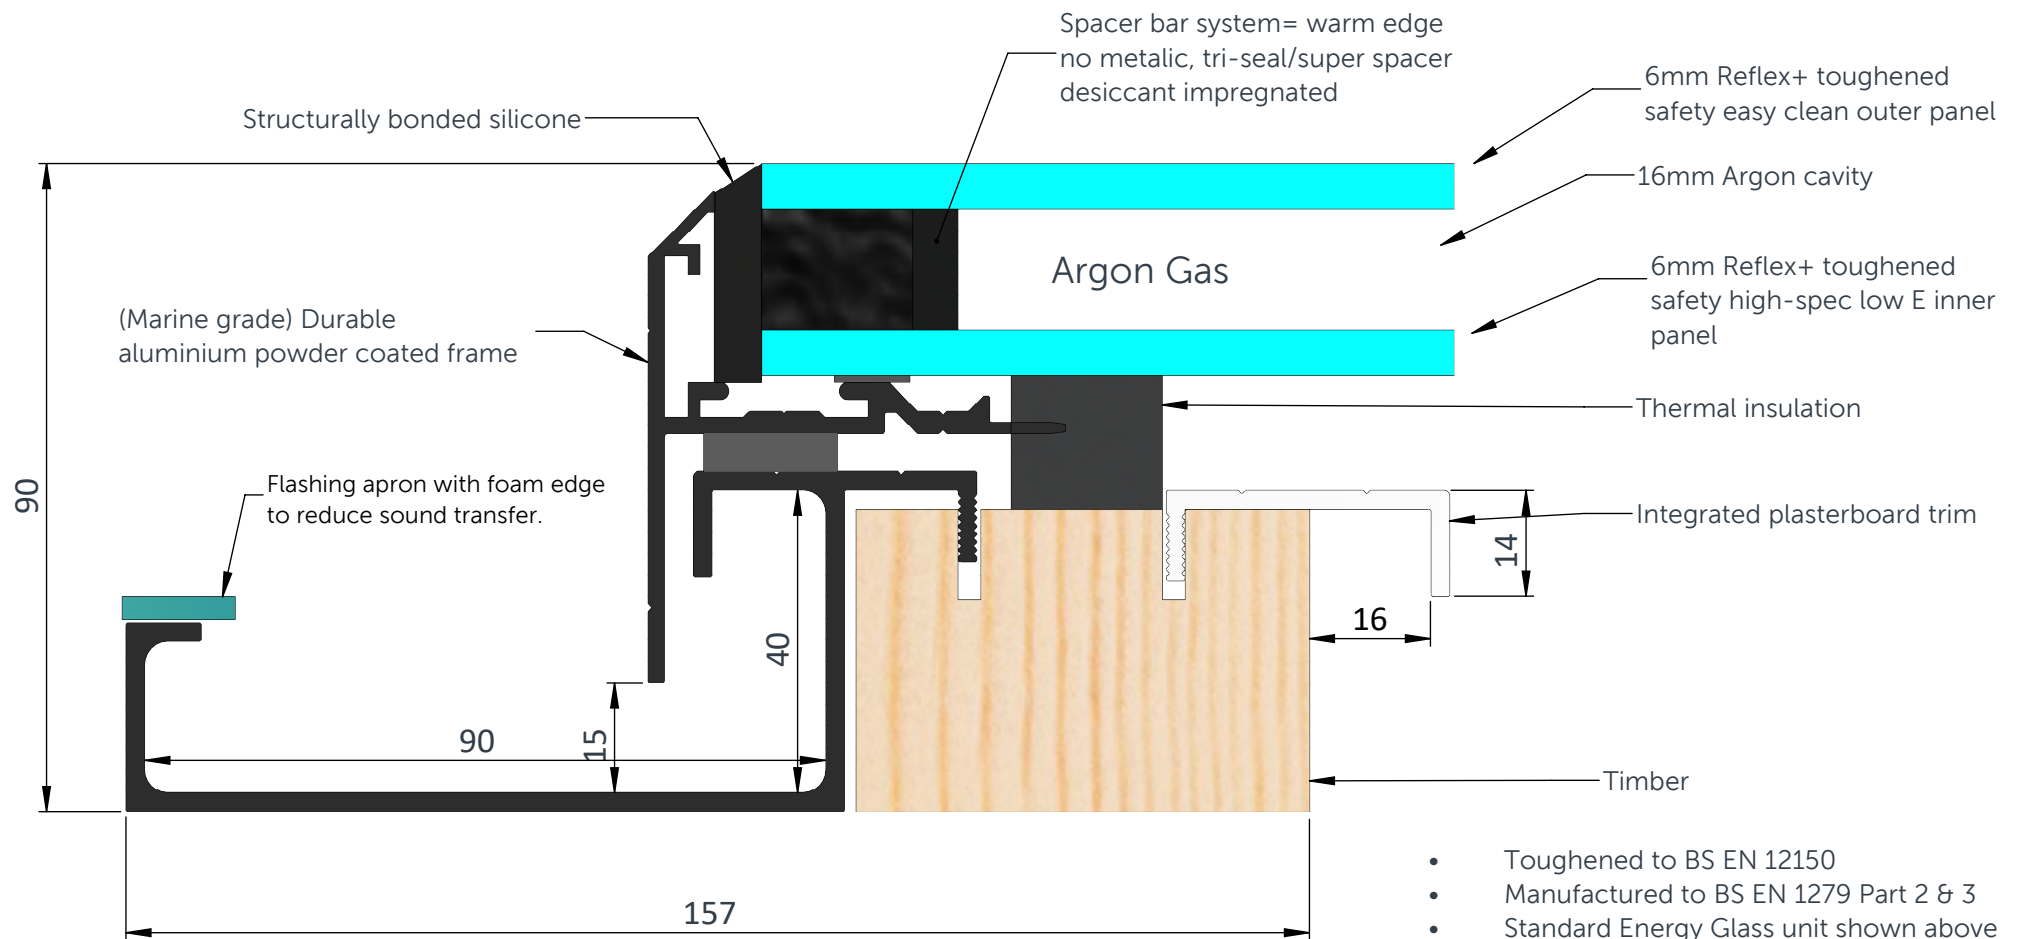 Spacer bar system= warm edge
no metalic, tri-seal/super spacer
desiccant impregnated
6mm Reflex+ toughened
safety easy clean outer panel
Structurally bonded silicone
16mm Argon cavity
Argon Gas
6mm Reflex+ toughened
safety high-spec low E inner
panel
(Marine grade) Durable
aluminium powder coated frame
Thermal insulation
90
Flashing apron with foam edge
to reduce sound transfer.
Integrated plasterboard trim
14
16
40
90
15
Timber
157
• Toughened to BS EN 12150
• Manufactured to BS EN 1279 Part 2 & 3
• Standard Energy Glass unit shown above